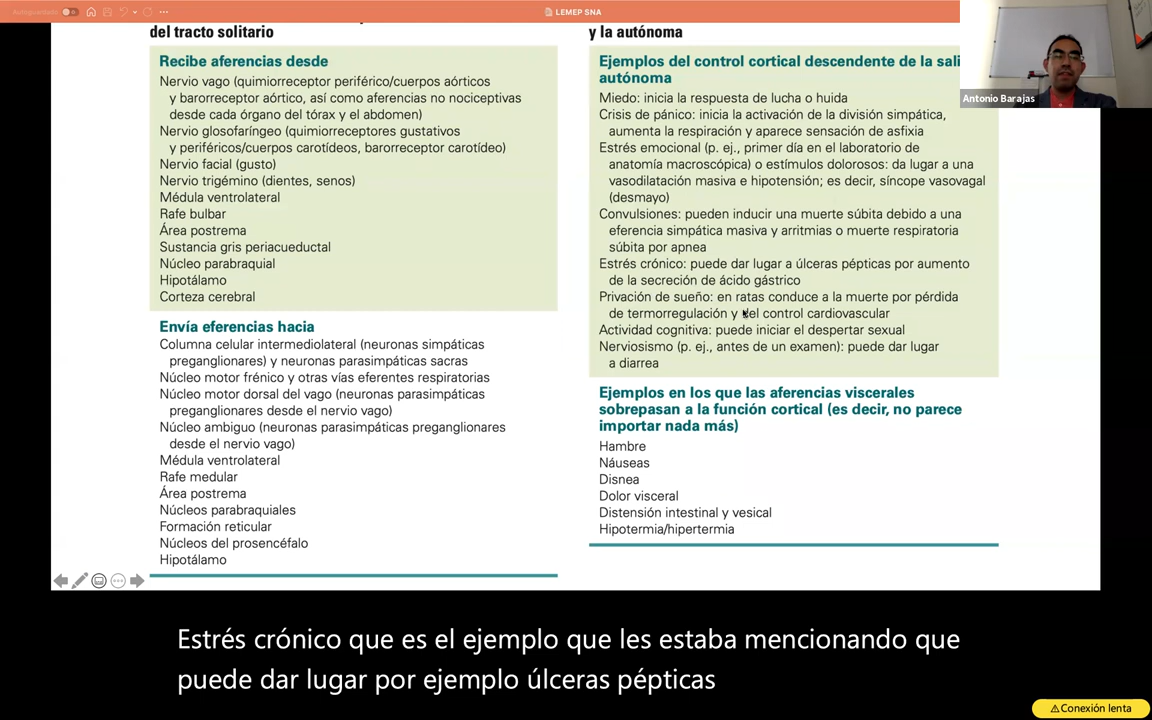 Autoguardado
LEMEP SNA
del tracto solitario
Recibe aferencias desde
Nervio vago (quimiorreceptor periférico/cuerpos aórticos
y barorreceptor aórtico, así como aferencias no nociceptivas
desde cada órgano del tórax y el abdomen)
Nervio glosofaríngeo (quimiorreceptores gustativos
y periféricos/cuerpos carotídeos, barorreceptor carotídeo)
Nervio facial (gusto)
Nervio trigémino (dientes, senos)
Médula ventrolateral
Rafe bulbar
Área postrema
Sustancia gris periacueductal
Núcleo parabraquial
Hipotálamo
Corteza cerebral
Envía eferencias hacia
Columna celular intermediolateral (neuronas simpáticas
preganglionares) y neuronas parasimpáticas sacras
Núcleo motor frénico y otras vías eferentes respiratorias
Núcleo motor dorsal del vago (neuronas parasimpáticas
preganglionares desde el nervio vago)
Núcleo ambiguo (neuronas parasimpáticas preganglionares
desde el nervio vago)
Médula ventrolateral
Rafe medular
Área postrema
Núcleos parabraquiales
Formación reticular
Núcleos del prosencéfalo
Hipotálamo
y la autónoma
Ejemplos del control cortical descendente de la sali
autónoma
Miedo: inicia la respuesta de lucha o huida
Crisis de pánico: inicia la activación de la división simpática,
aumenta la respiración y aparece sensación de asfixia
Estrés emocional (p. ej., primer día en el laboratorio de
anatomía macroscópica) o estímulos dolorosos: da lugar a una
vasodilatación masiva e hipotensión; es decir, síncope vasovagal
(desmayo)
Convulsiones: pueden inducir una muerte súbita debido a una
eferencia simpática masiva y arritmias o muerte respiratoria
súbita por apnea
Estrés crónico: puede dar lugar a úlceras pépticas por aumento
de la secreción de ácido gástrico
Privación de sueño: en ratas conduce a la muerte por pérdida
de termorregulación y del control cardiovascular
Actividad cognitiva: puede iniciar el despertar sexual
Nerviosismo (p. ej., antes de un examen): puede dar lugar
a diarrea
Ejemplos en los que las aferencias viscerales
sobrepasan a la función cortical (es decir, no parece
importar nada más)
Hambre
Náuseas
Disnea
Dolor visceral
Distensión intestinal y vesical
Hipotermia/hipertermia
Antonio Barajas
Estrés crónico que es el ejemplo que les estaba mencionando que
puede dar lugar por ejemplo úlceras pépticas
Conexión lenta